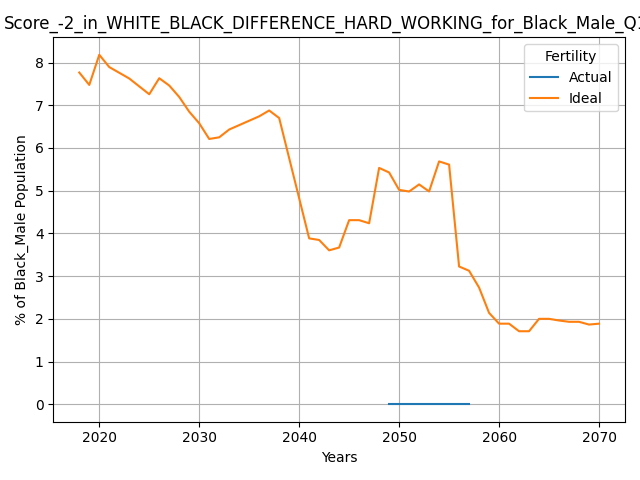 Score_-2_in_WHITE_BLACK_DIFFERENCE_HARD_WORKING_for_Black_Male_Q1
Fertility
Actual
Ideal
% of Black_Male Population
8
7
6
5
4
3
2
1
0
2020 2030 2040 2050 2060 2070
Years